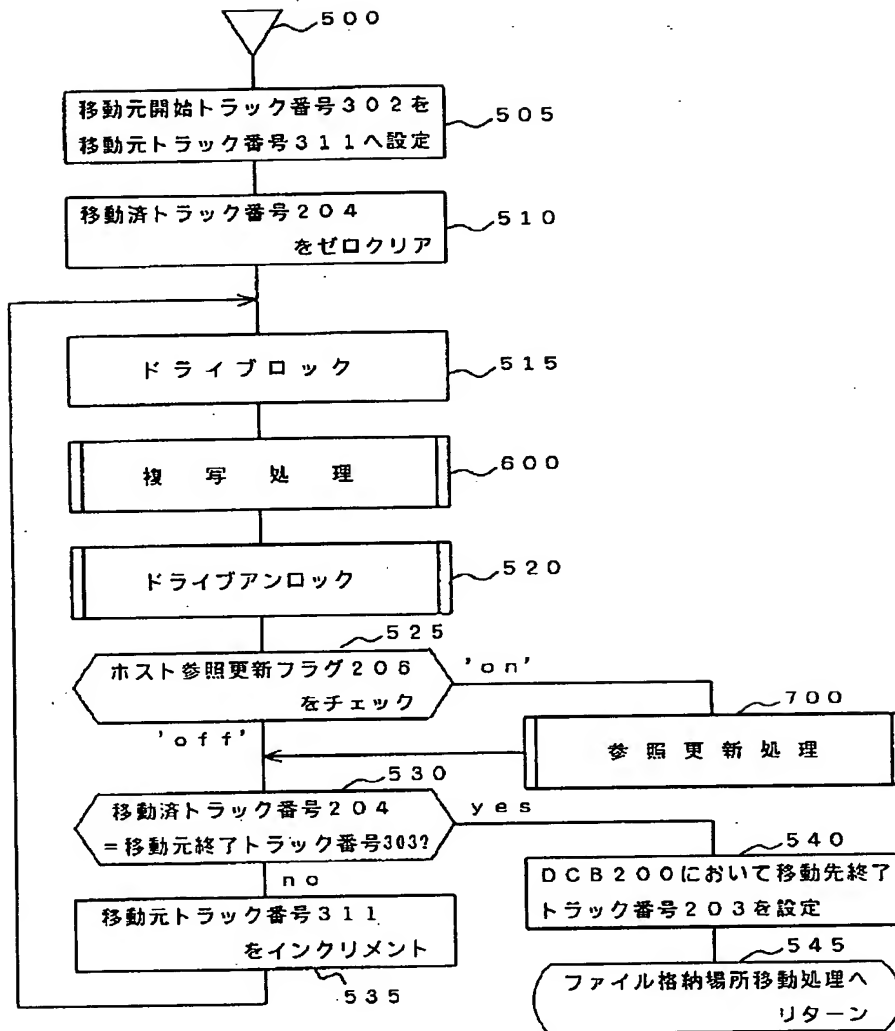 ５００
移動元開始トラック番号３０２を
移動元トラック番号３１１へ設定
５０５
移動済トラック番号２０４
をゼロクリア
５１０
ドライブロック
５１５
複写処理
６００
ドライブアンロック
５２０
５２５
ホスト参照更新フラグ２０６
をチェック
'on'
'off'
７００
参照更新処理
５３０
移動済トラック番号２０４
＝移動元終了トラック番号303?
yes
no
移動元トラック番号３１１
をインクリメント
５３５
５４０
ＤＣＢ２００において移動先終了
トラック番号２０３を設定
５４５
ファイル格納場所移動処理へ
リターン